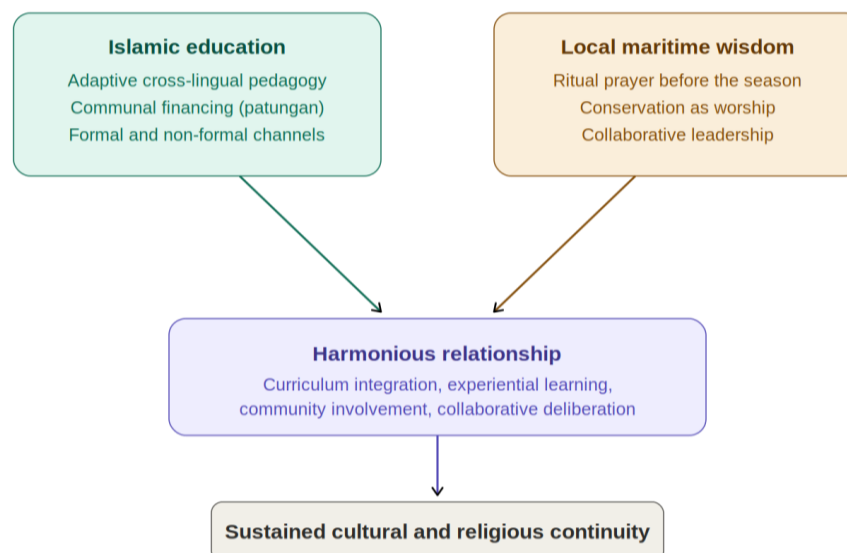 Islamic education
Adaptive cross-lingual pedagogy
Communal financing (patungan)
Formal and non-formal channels
Local maritime wisdom
Ritual prayer before the season
Conservation as worship
Collaborative leadership
Harmonious relationship
Curriculum integration, experiential learning,
community involvement, collaborative deliberation
Sustained cultural and religious continuity